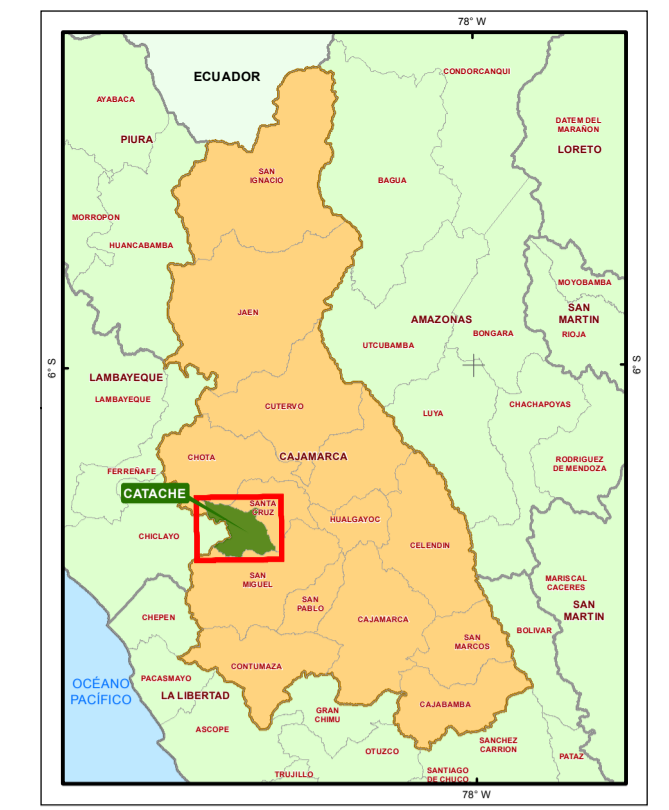 78° W
ECUADOR
CONDORCANQUI
AYABACA
DATEM DEL
MARAÑON
PIURA
LORETO
SAN
IGNACIO
BAGUA
MORROPON
HUANCABAMBA
MOYOBAMBA
JAEN
SAN
MARTIN
AMAZONAS
BONGARA
RIOJA
UTCUBAMBA
6° S
6° S
LAMBAYEQUE
LAMBAYEQUE
CUTERVO
CHACHAPOYAS
LUYA
CHOTA
CAJAMARCA
RODRIGUEZ
DE MENDOZA
FERREÑAFE
CATACHE
SANTA
CRUZ
HUALGAYOC
CHICLAYO
CELENDIN
SAN
MIGUEL
MARISCAL
CACERES
SAN
PABLO
SAN
MARTIN
CHEPEN
CAJAMARCA
BOLIVAR
SAN
MARCOS
CONTUMAZA
PACASMAYO
OCÉANO
PACÍFICO
LA LIBERTAD
CAJABAMBA
GRAN
CHIMU
ASCOPE
SANCHEZ
CARRION
OTUZCO
PATAZ
TRUJILLO
SANTIAGO
DE CHUCO
78° W